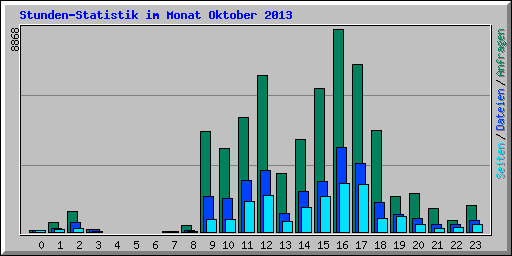 Stunden-Statistik im Monat Oktober 2013
8868
Seiten / Dateien / Anfragen
0 1 2 3 4 5 6 7 8 9 10 11 12 13 14 15 16 17 18 19 20 21 22 23